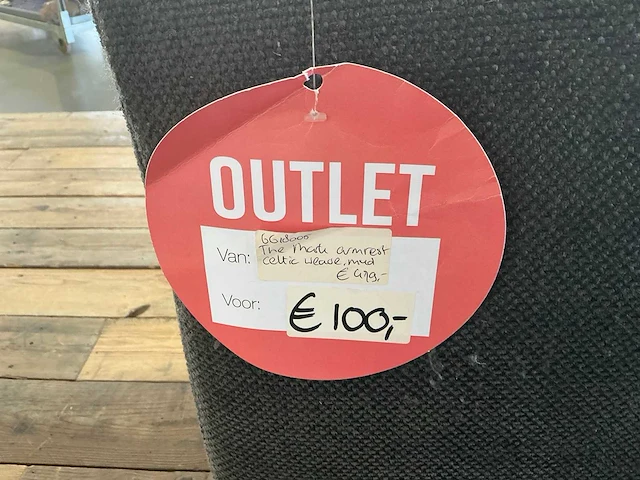 OUTLET
Van:
The Mark armrest
Celtic weave, mud
€ 479,-
Voor:
€ 100,-